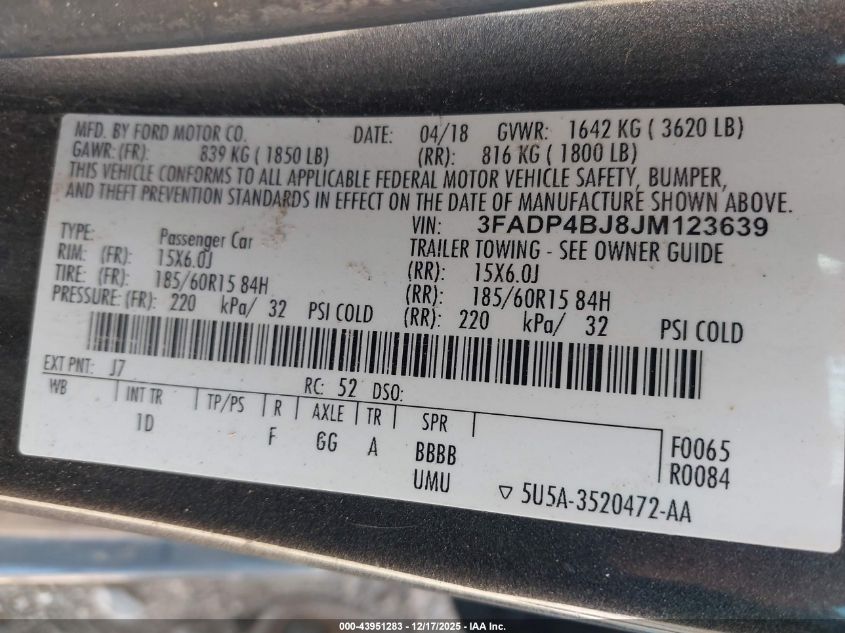 MFD. BY FORD MOTOR CO. DATE: 04/18 GVWR: 1642 KG ( 3620 LB)
GAWR: (FR): 839 KG ( 1850 LB) (RR): 816 KG ( 1800 LB)
THIS VEHICLE CONFORMS TO ALL APPLICABLE FEDERAL MOTOR VEHICLE SAFETY, BUMPER,
AND THEFT PREVENTION STANDARDS IN EFFECT ON THE DATE OF MANUFACTURE SHOWN ABOVE.
VIN: 3FADP4BJ8JM123639
TYPE: Passenger Car TRAILER TOWING - SEE OWNER GUIDE
RIM: (FR): 15X6.0J (RR): 15X6.0J
TIRE: (FR): 185/60R15 84H (RR): 185/60R15 84H
PRESSURE: (FR): 220 kPa/ 32 PSI COLD (RR): 220 kPa/ 32 PSI COLD
EXT PNT: J7 RC: 52 DSO:
WB INT TR TP/PS R AXLE TR SPR
1D F 6G A BBBB F0065
UMU R0084
▽ 5U5A-3520472-AA
000-43951283 - 12/17/2025 - IAA Inc.